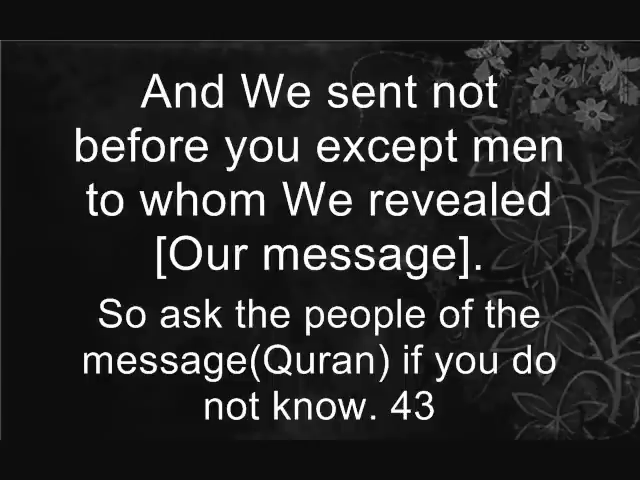 And We sent not
before you except men
to whom We revealed
[Our message].
So ask the people of the
message(Quran) if you do
not know. 43